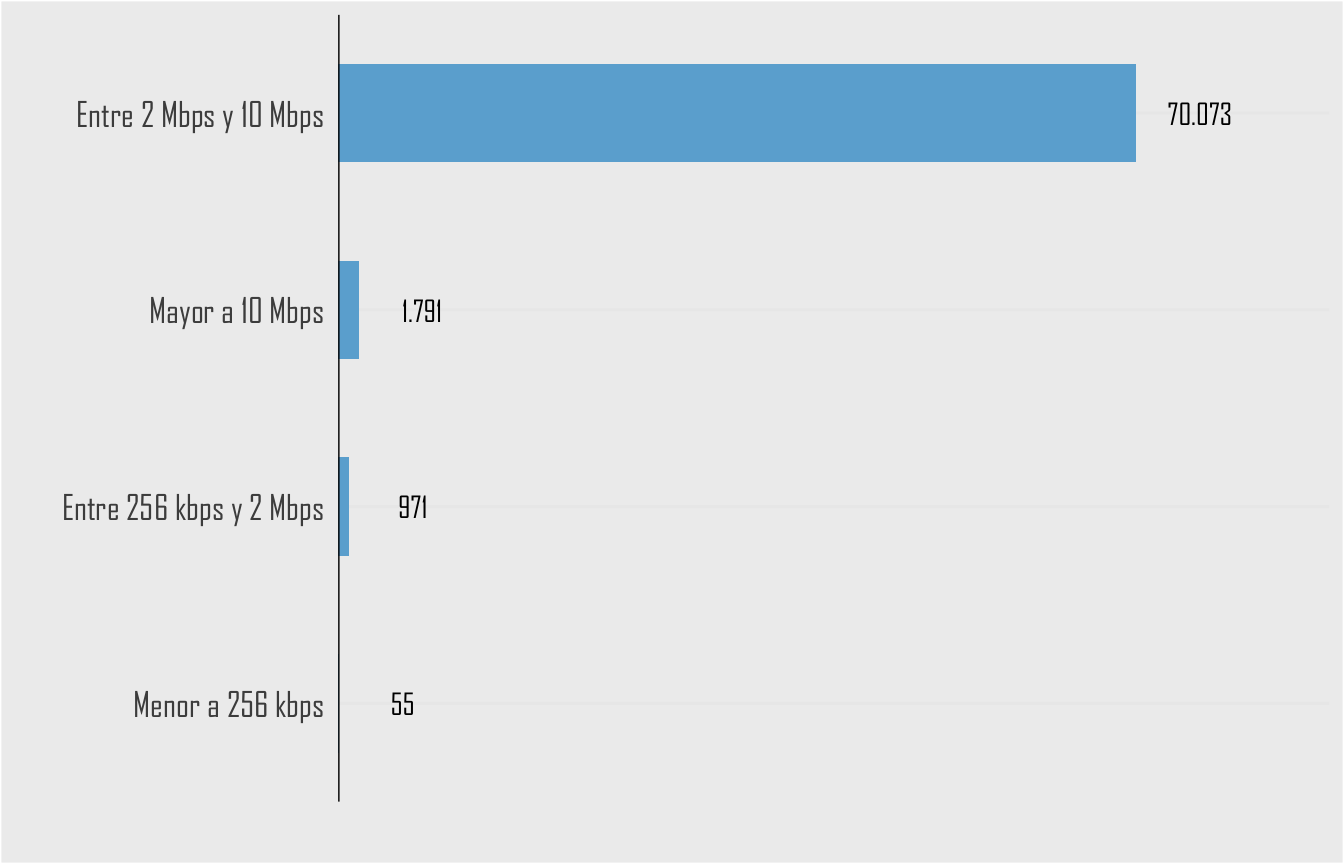 Entre 2 Mbps y 10 Mbps 70.073
Mayor a 10 Mbps 1.791
Entre 256 kbps y 2 Mbps 971
Menor a 256 kbps 55